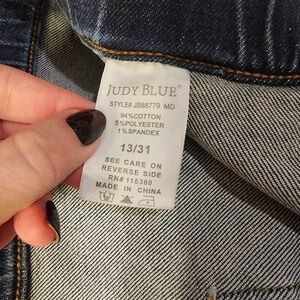 JUDY BLUE®
STYLE# JB88779 MD
94%COTTON
5%POLYESTER
1%SPANDEX
13/31
SEE CARE ON
REVERSE SIDE
RN# 116380
MADE IN CHINA